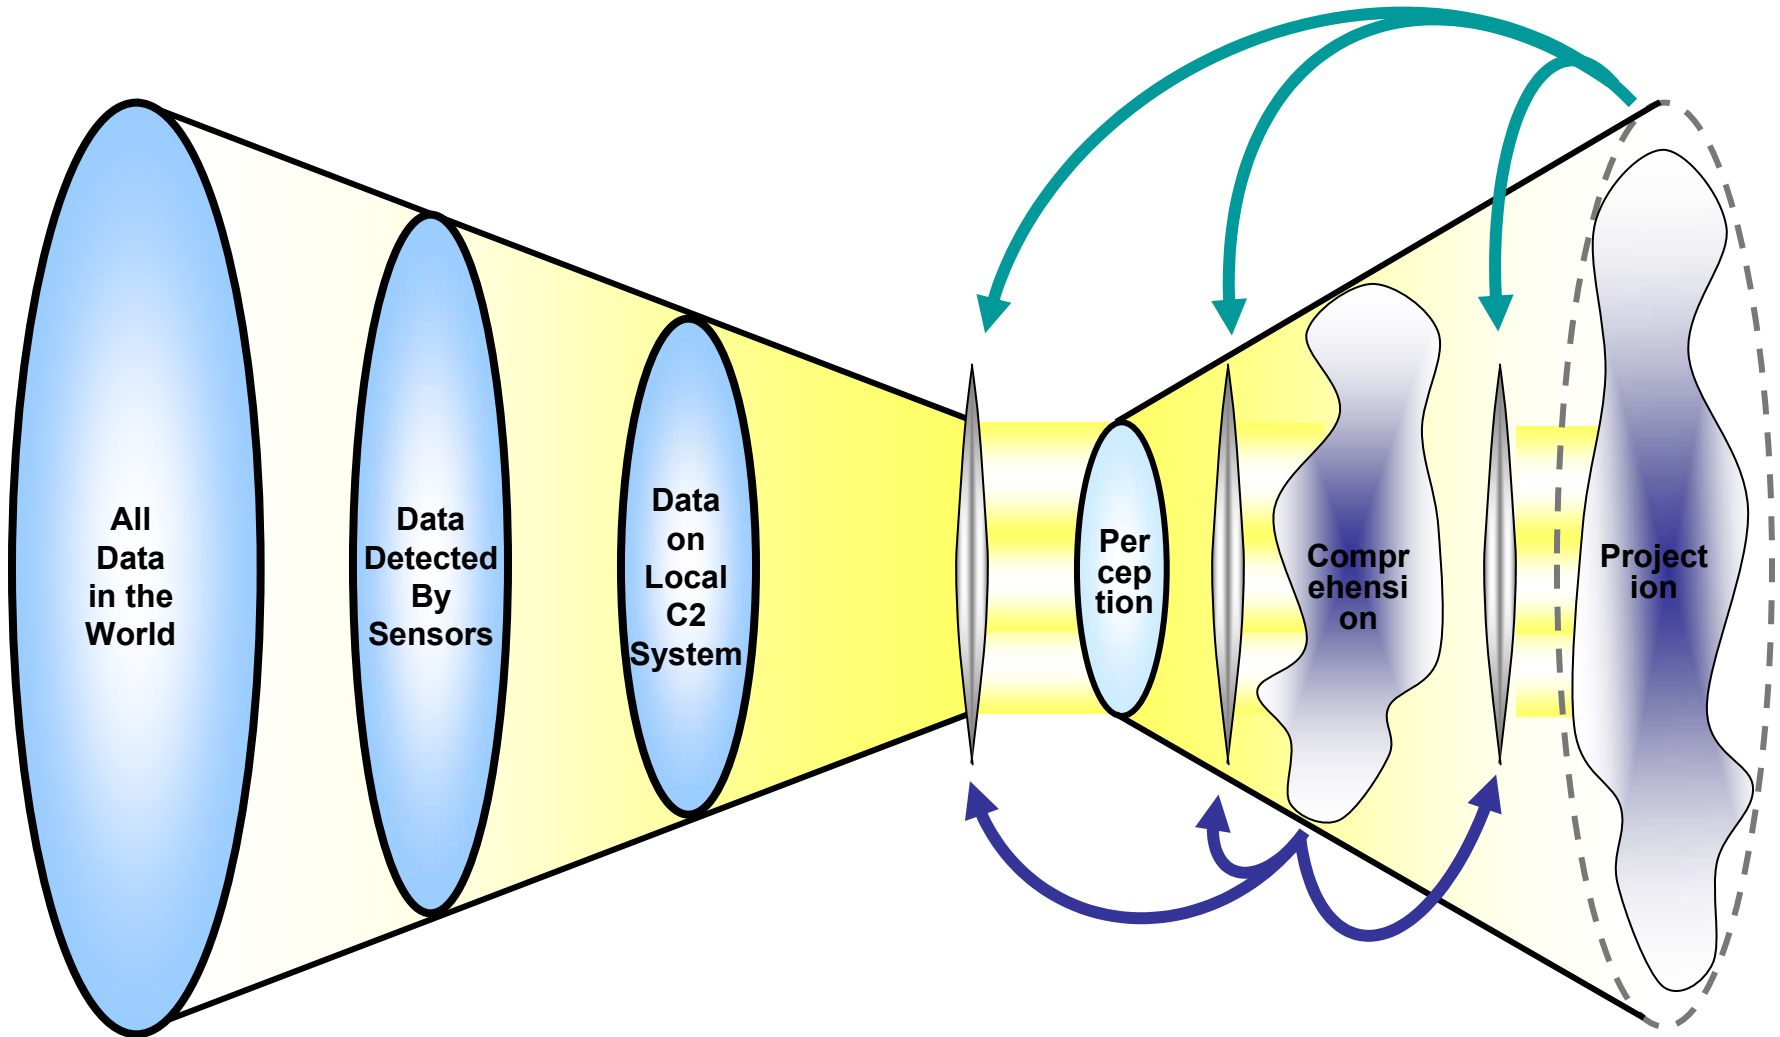 All
Data
in the
World
Data
Detected
By
Sensors
Data
on
Local
C2
System
Per
cep
tion
Compr
ehensi
on
Project
ion